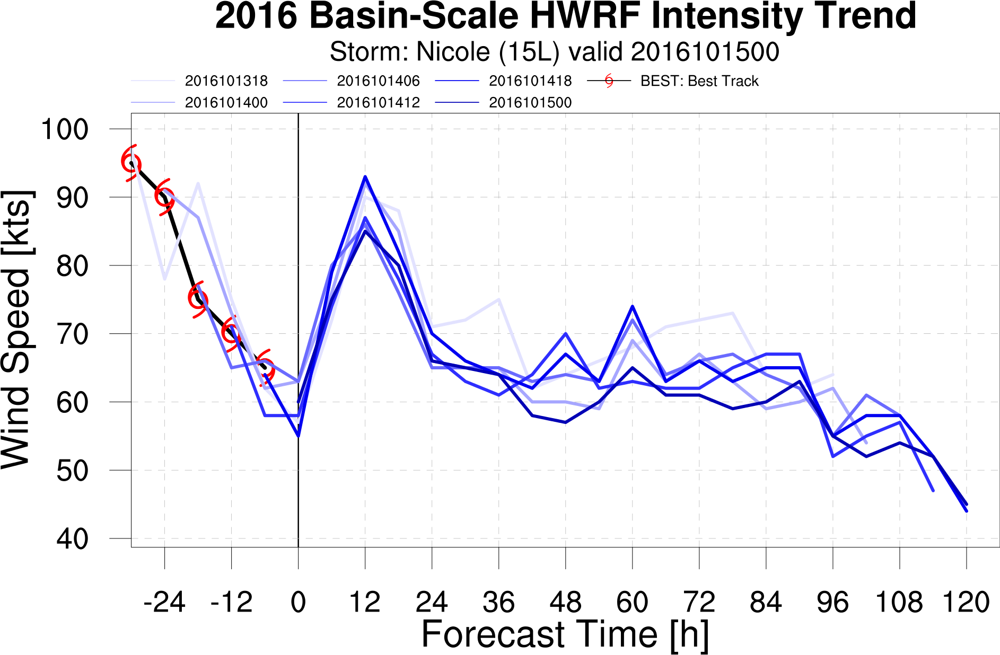 2016 Basin-Scale HWRF Intensity Trend
Storm: Nicole (15L) valid 2016101500
2016101318 2016101406 2016101418 BEST: Best Track
2016101400 2016101412 2016101500
Wind Speed [kts]
100
90
80
70
60
50
40
-24 -12 0 12 24 36 48 60 72 84 96 108 120
Forecast Time [h]